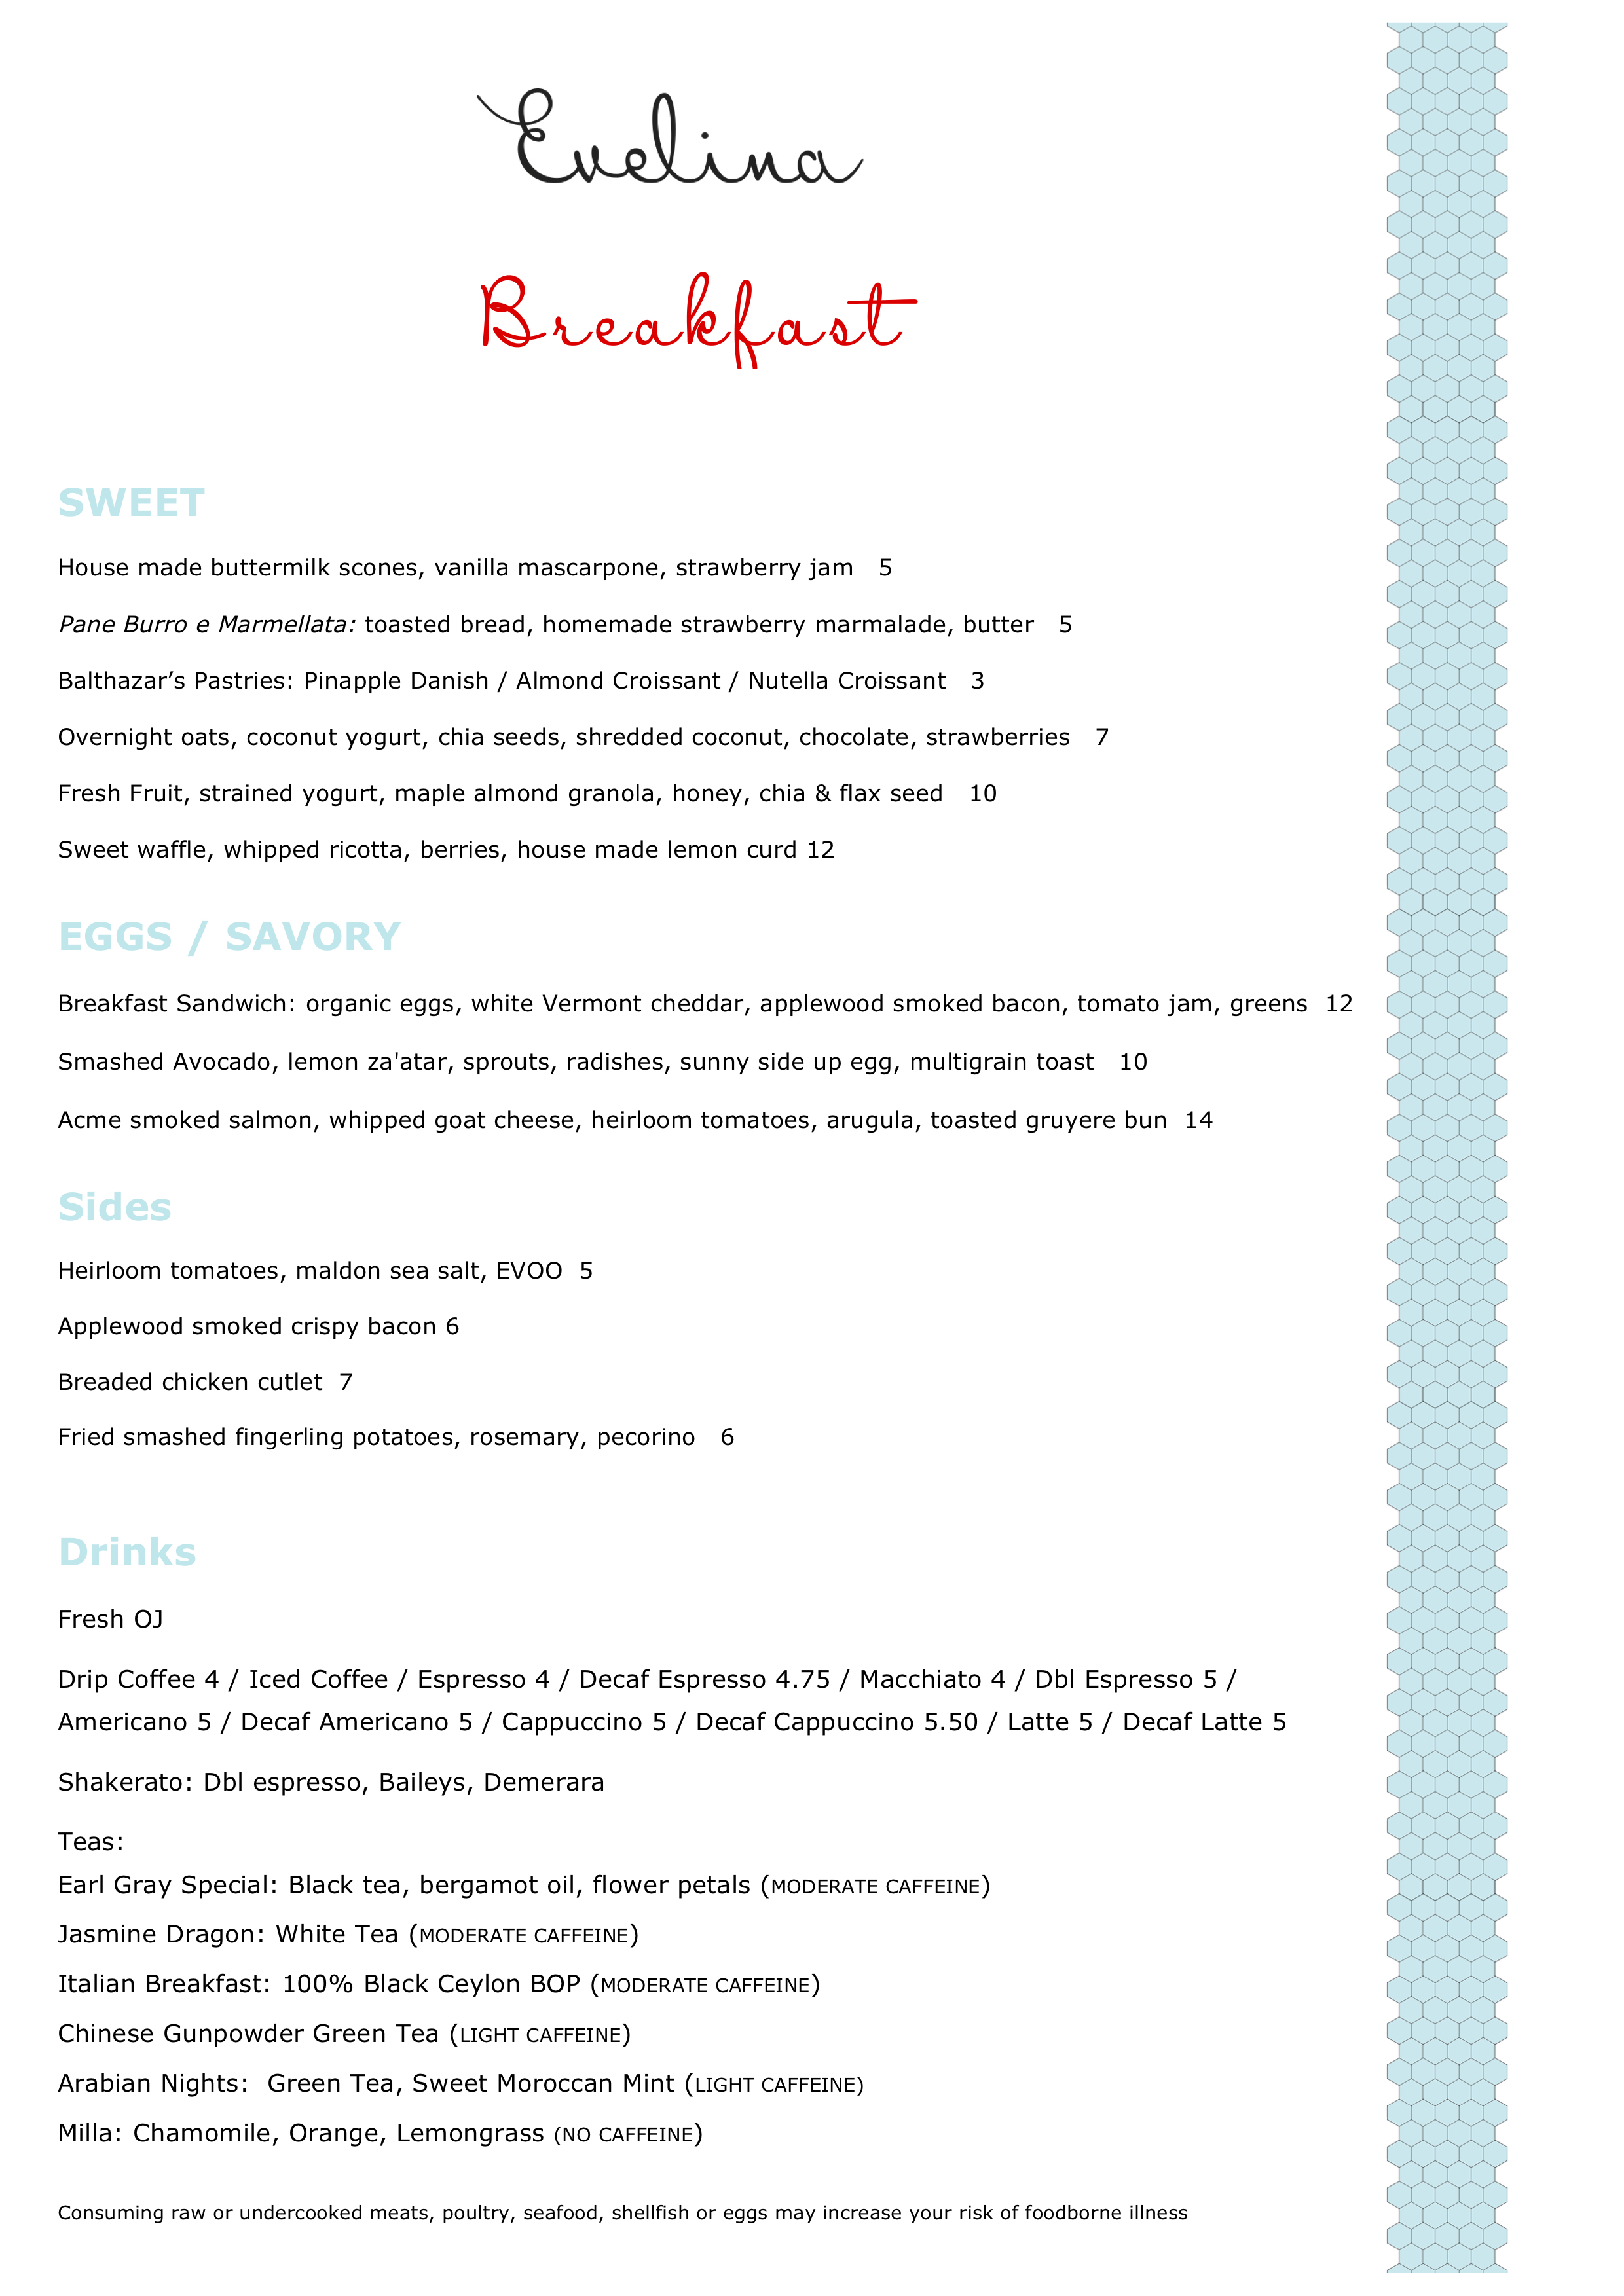 Evelina
Breakfast
SWEET
House made buttermilk scones, vanilla mascarpone, strawberry jam 5
Pane Burro e Marmellata: toasted bread, homemade strawberry marmalade, butter 5
Balthazar’s Pastries: Pinapple Danish / Almond Croissant / Nutella Croissant 3
Overnight oats, coconut yogurt, chia seeds, shredded coconut, chocolate, strawberries 7
Fresh Fruit, strained yogurt, maple almond granola, honey, chia & flax seed 10
Sweet waffle, whipped ricotta, berries, house made lemon curd 12
EGGS / SAVORY
Breakfast Sandwich: organic eggs, white Vermont cheddar, applewood smoked bacon, tomato jam, greens 12
Smashed Avocado, lemon za'atar, sprouts, radishes, sunny side up egg, multigrain toast 10
Acme smoked salmon, whipped goat cheese, heirloom tomatoes, arugula, toasted gruyere bun 14
Sides
Heirloom tomatoes, maldon sea salt, EVOO 5
Applewood smoked crispy bacon 6
Breaded chicken cutlet 7
Fried smashed fingerling potatoes, rosemary, pecorino 6
Drinks
Fresh OJ
Drip Coffee 4 / Iced Coffee / Espresso 4 / Decaf Espresso 4.75 / Macchiato 4 / Dbl Espresso 5 /
Americano 5 / Decaf Americano 5 / Cappuccino 5 / Decaf Cappuccino 5.50 / Latte 5 / Decaf Latte 5
Shakerato: Dbl espresso, Baileys, Demerara
Teas:
Earl Gray Special: Black tea, bergamot oil, flower petals (MODERATE CAFFEINE)
Jasmine Dragon: White Tea (MODERATE CAFFEINE)
Italian Breakfast: 100% Black Ceylon BOP (MODERATE CAFFEINE)
Chinese Gunpowder Green Tea (LIGHT CAFFEINE)
Arabian Nights: Green Tea, Sweet Moroccan Mint (LIGHT CAFFEINE)
Milla: Chamomile, Orange, Lemongrass (NO CAFFEINE)
Consuming raw or undercooked meats, poultry, seafood, shellfish or eggs may increase your risk of foodborne illness